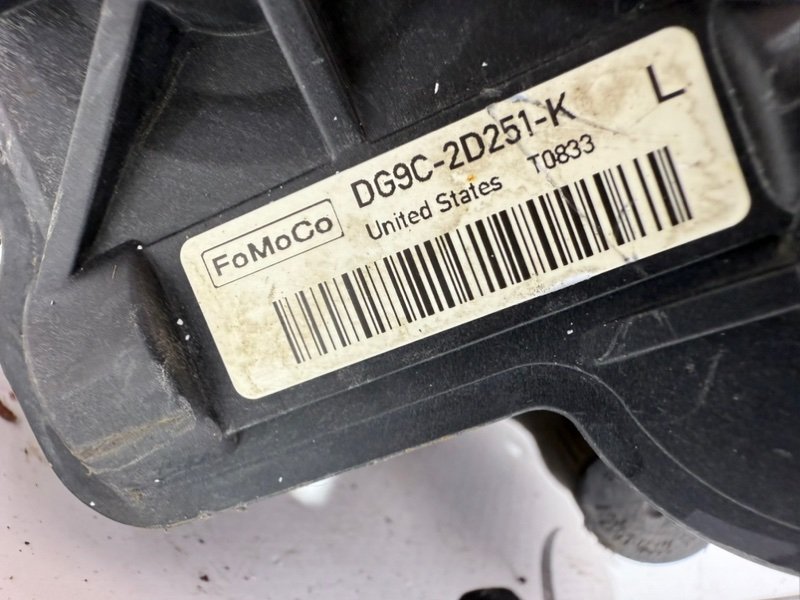 DG9C-2D251-K L
FoMoCo United States T0833